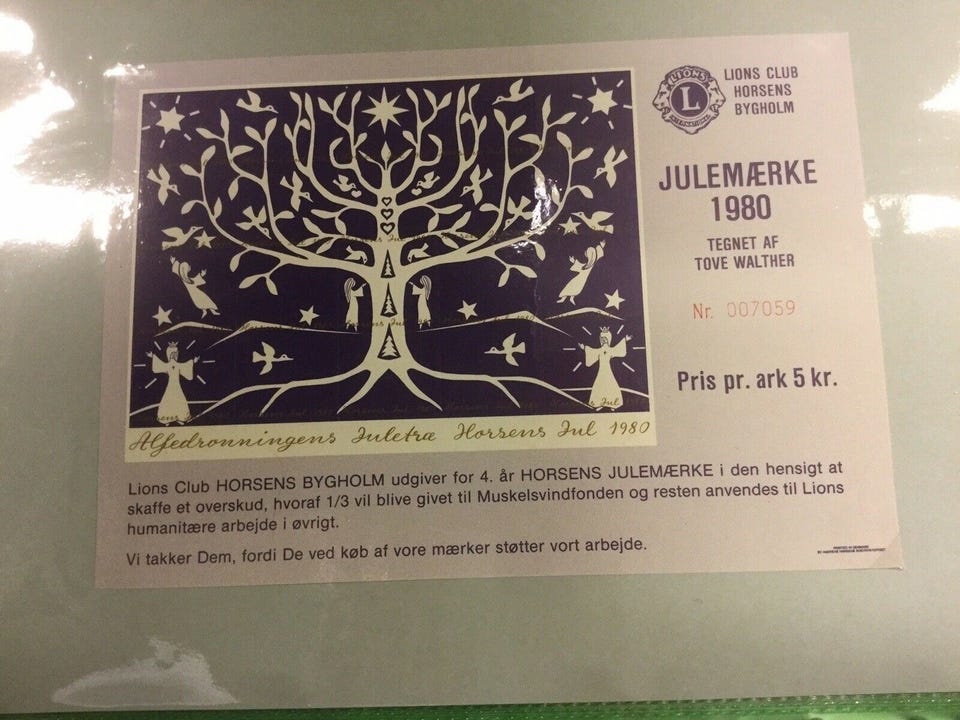 LIONS
L
INTERNATIONAL
LIONS CLUB
HORSENS
BYGHOLM
JULEMÆRKE
1980
TEGNET AF
TOVE WALTHER
Nr. 007059
Pris pr. ark 5 kr.
Alfedronningens Juletræ Horsens Jul 1980
Lions Club HORSENS BYGHOLM udgiver for 4. år HORSENS JULEMÆRKE i den hensigt at
skaffe et overskud, hvoraf 1/3 vil blive givet til Muskelsvindfonden og resten anvendes til Lions
humanitære arbejde i øvrigt.
Vi takker Dem, fordi De ved køb af vore mærker støtter vort arbejde.